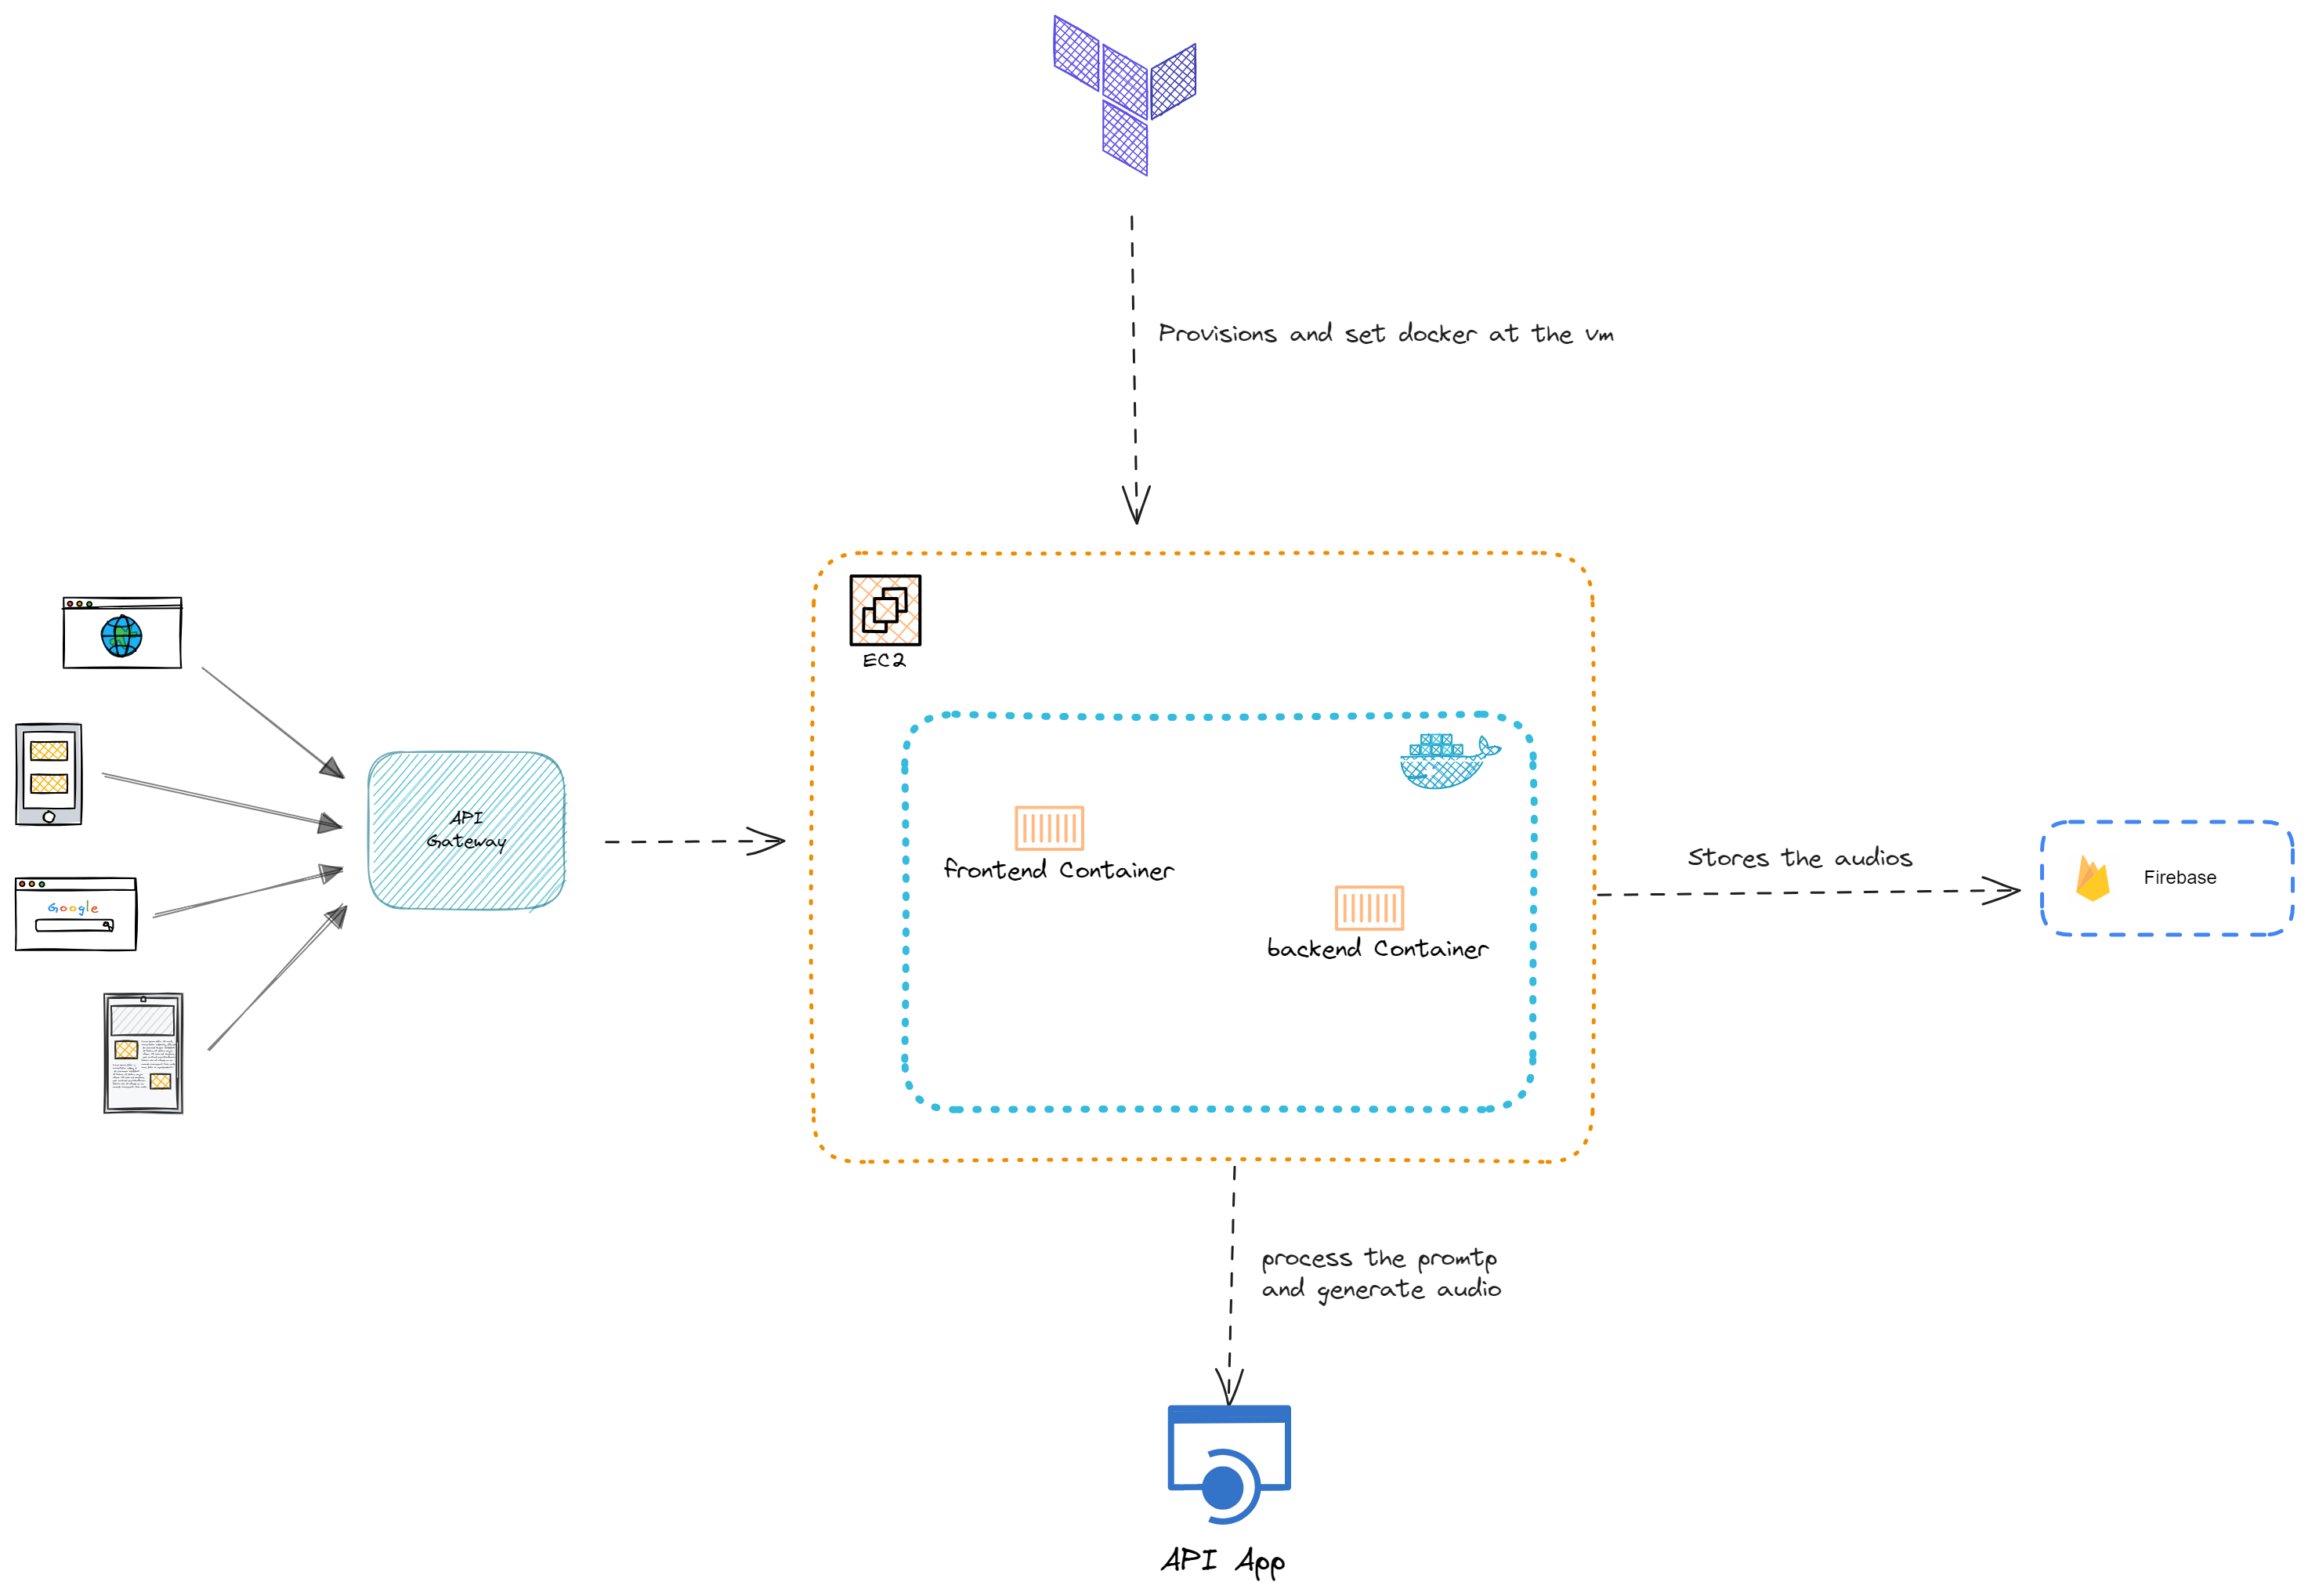 Provisions and set docker at the vm
EC2
API
Gateway
frontend Container
backend Container
Stores the audios
Firebase
Google
process the promtp
and generate audio
API App